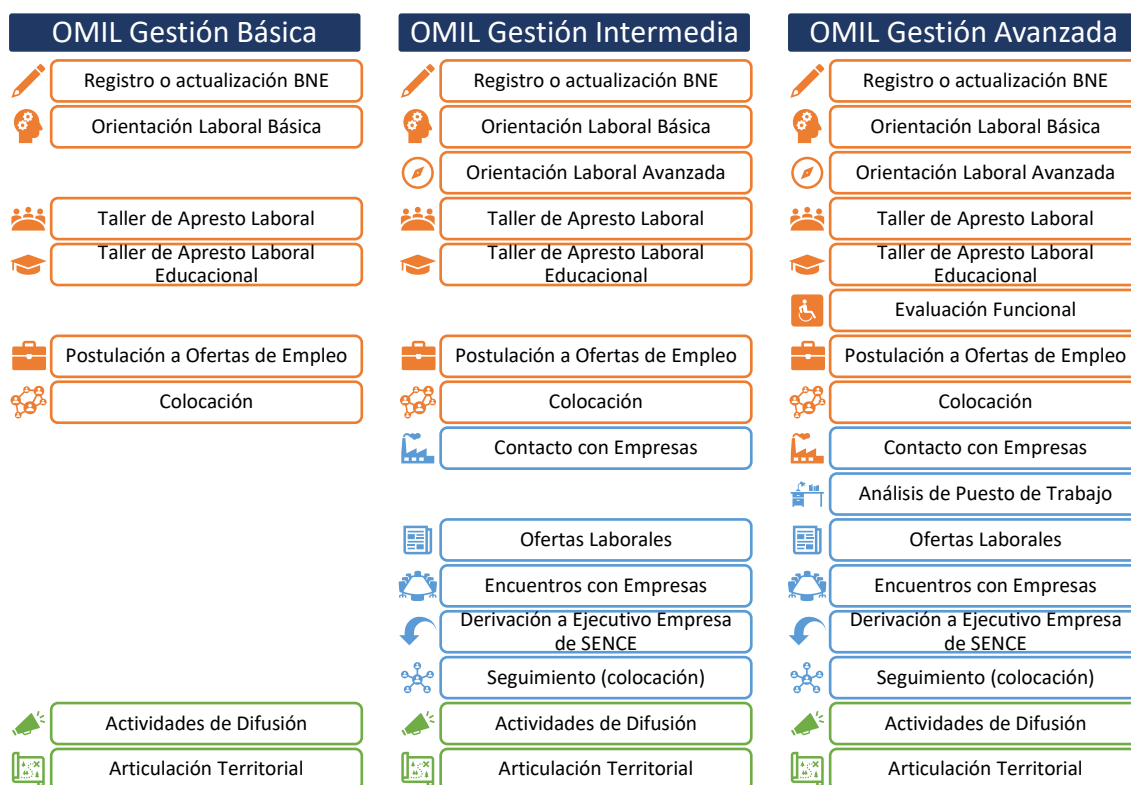 OMIL Gestión Básica
Registro o actualización BNE
Orientación Laboral Básica
Taller de Apresto Laboral
Taller de Apresto Laboral
Educacional
Postulación a Ofertas de Empleo
Colocación
Actividades de Difusión
Articulación Territorial
OMIL Gestión Intermedia
Registro o actualización BNE
Orientación Laboral Básica
Orientación Laboral Avanzada
Taller de Apresto Laboral
Taller de Apresto Laboral
Educacional
Postulación a Ofertas de Empleo
Colocación
Contacto con Empresas
Ofertas Laborales
Encuentros con Empresas
Derivación a Ejecutivo Empresa
de SENCE
Seguimiento (colocación)
Actividades de Difusión
Articulación Territorial
OMIL Gestión Avanzada
Registro o actualización BNE
Orientación Laboral Básica
Orientación Laboral Avanzada
Taller de Apresto Laboral
Taller de Apresto Laboral
Educacional
Evaluación Funcional
Postulación a Ofertas de Empleo
Colocación
Contacto con Empresas
Análisis de Puesto de Trabajo
Ofertas Laborales
Encuentros con Empresas
Derivación a Ejecutivo Empresa
de SENCE
Seguimiento (colocación)
Actividades de Difusión
Articulación Territorial